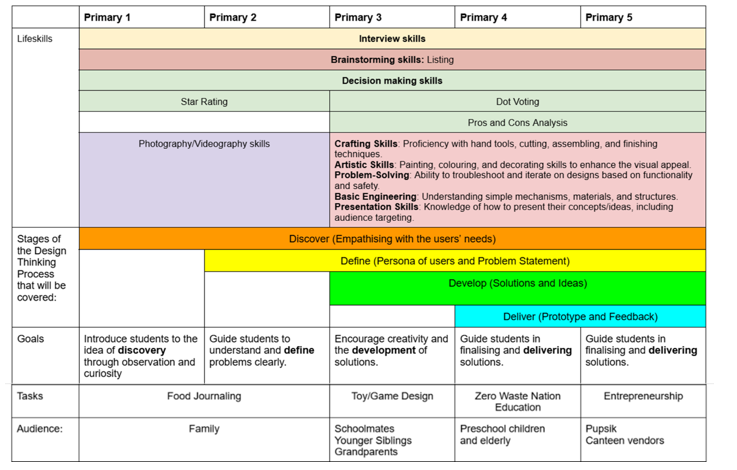 Primary 1 Primary 2 Primary 3 Primary 4 Primary 5
Lifeskills
Interview skills
Brainstorming skills: Listing
Decision making skills
Star Rating
Dot Voting
Pros and Cons Analysis
Photography/Videography skills
Crafting Skills: Proficiency with hand tools, cutting, assembling, and finishing
techniques.
Artistic Skills: Painting, colouring, and decorating skills to enhance the visual appeal.
Problem-Solving: Ability to troubleshoot and iterate on designs based on functionality
and safety.
Basic Engineering: Understanding simple mechanisms, materials, and structures.
Presentation Skills: Knowledge of how to present their concepts/ideas, including
audience targeting.
Stages of
the Design
Thinking
Process
that will be
covered:
Discover (Empathising with the users' needs)
Define (Persona of users and Problem Statement)
Develop (Solutions and Ideas)
Deliver (Prototype and Feedback)
Goals
Introduce students to the
idea of discovery
through observation and
curiosity
Guide students to
understand and define
problems clearly.
Encourage creativity and
the development of
solutions.
Guide students in
finalising and delivering
solutions.
Guide students in
finalising and delivering
solutions.
Tasks
Food Journaling
Toy/Game Design
Zero Waste Nation
Education
Entrepreneurship
Audience:
Family
Schoolmates
Younger Siblings
Grandparents
Preschool children
and elderly
Pupsik
Canteen vendors